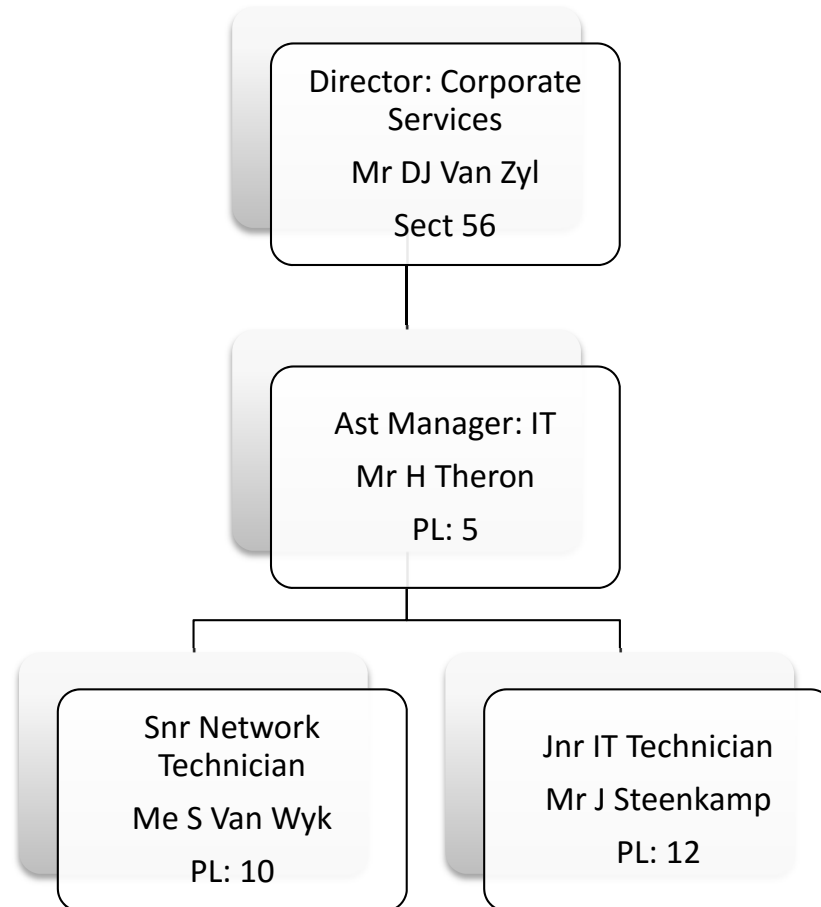 Director: Corporate
Services
Mr DJ Van Zyl
Sect 56
Ast Manager: IT
Mr H Theron
PL: 5
Snr Network
Technician
Me S Van Wyk
PL: 10
Jnr IT Technician
Mr J Steenkamp
PL: 12